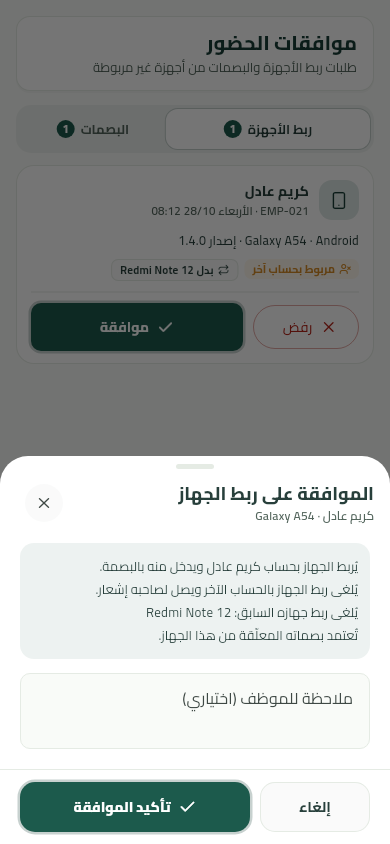 موافقات الحضور
طلبات ربط الأجهزة والبصمات من أجهزة غير مربوطة
ربط الأجهزة 1
البصمات 1
كريم عادل
EMP-021 · الأربعاء 28/10 08:12
Galaxy A54 · Android · إصدار 1.4.0
مربوط بحساب آخر
بدل Redmi Note 12
رفض
موافقة
الموافقة على ربط الجهاز
كريم عادل · Galaxy A54
يُربط الجهاز بحساب كريم عادل ويدخل منه بالبصمة.
يُلغى ربط الجهاز بالحساب الآخر ويصل لصاحبه إشعار.
يُلغى ربط جهازه السابق: Redmi Note 12
تُعتمد بصماته المعلّقة من هذا الجهاز.
ملاحظة للموظف (اختياري)
إلغاء
تأكيد الموافقة